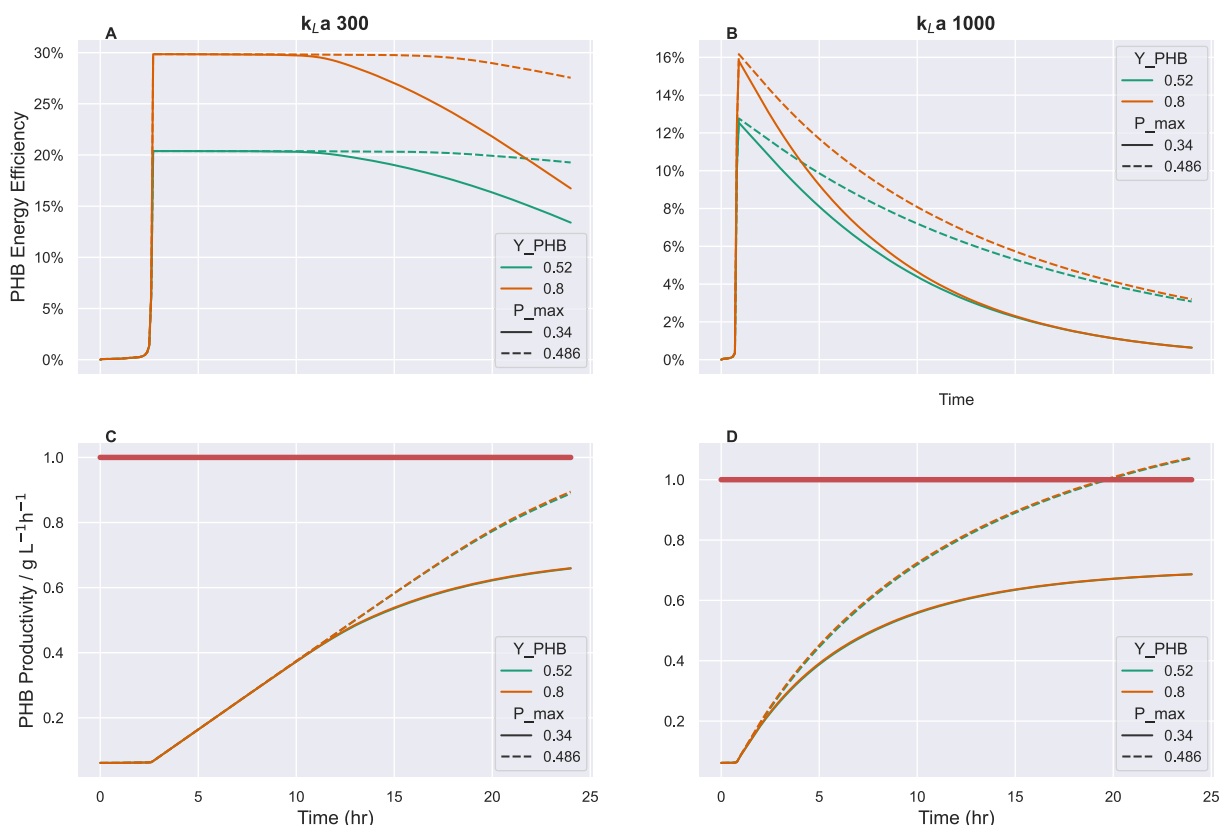 k_La 300
k_La 1000
A
PHB Energy Efficiency
30%
25%
20%
15%
10%
5%
0%
Y_PHB
0.52
0.8
P_max
0.34
0.486
B
16%
14%
12%
10%
8%
6%
4%
2%
0%
Y_PHB
0.52
0.8
P_max
0.34
0.486
Time
C
PHB Productivity / g L⁻¹h⁻¹
1.0
0.8
0.6
0.4
0.2
Y_PHB
0.52
0.8
P_max
0.34
0.486
0 5 10 15 20 25
Time (hr)
D
1.0
0.8
0.6
0.4
0.2
Y_PHB
0.52
0.8
P_max
0.34
0.486
0 5 10 15 20 25
Time (hr)